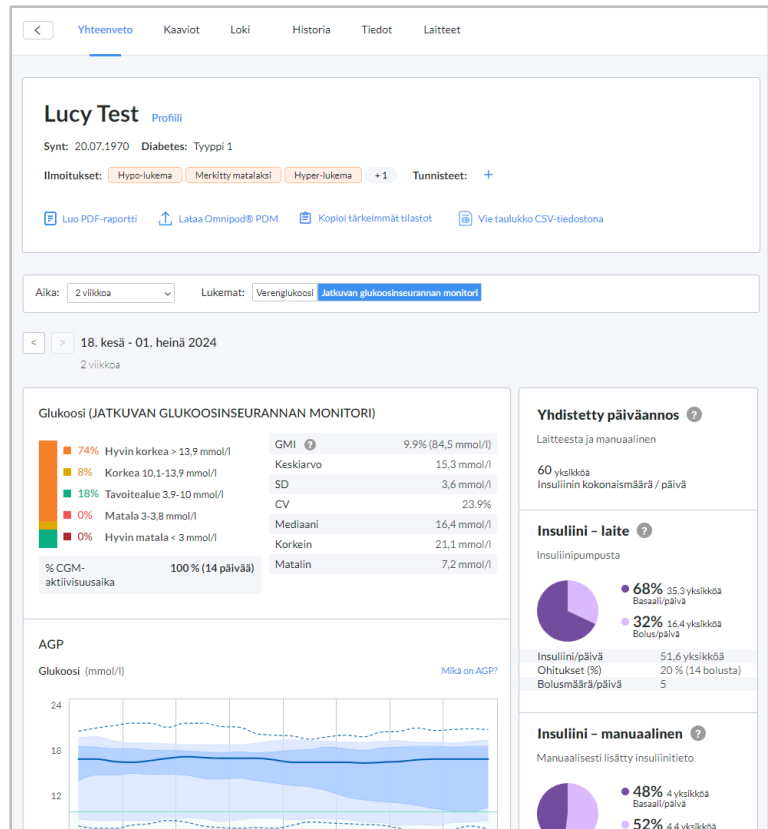 Yhteenveto Kaaviot Loki Historia Tiedot Laitteet
Lucy Test Profiili
Synt: 20.07.1970 Diabetes: Tyyppi 1
Ilmoitukset: Hypo-lukema Merkitty matalaksi Hyper-lukema +1 Tunnisteet: +
Luo PDF-raportti Lataa Omnipod® PDM Kopioi tärkeimmät tilastot Vie taulukko CSV-tiedostona
Aika: 2 viikkoa Lukemat: Verenglukoosi Jatkuvan glukoosinseurannan monitori
< > 18. kesä - 01. heinä 2024
2 viikkoa
Glukoosi (JATKUVAN GLUKOOSINSEURANNAN MONITORI)
74% Hyvin korkea > 13,9 mmol/l
8% Korkea 10,1-13,9 mmol/l
18% Tavoitealue 3,9-10 mmol/l
0% Matala 3-3,8 mmol/l
0% Hyvin matala < 3 mmol/l
% CGM-
aktiivisuusaika 100 % (14 päivää)
GMI ? 9.9% (84,5 mmol/l)
Keskiarvo 15,3 mmol/l
SD 3,6 mmol/l
CV 23.9%
Mediaani 16,4 mmol/l
Korkein 21,1 mmol/l
Matalin 7,2 mmol/l
AGP
Glukoosi (mmol/l) Mikä on AGP?
24
18
12
Yhdistetty päiväannos ?
Laitteesta ja manuaalinen
60 yksikköä
Insuliinin kokonaismäärä / päivä
Insuliini – laite ?
Insuliinipumpusta
68% 35,3 yksikköä
Basaali/päivä
32% 16,4 yksikköä
Bolus/päivä
Insuliini/päivä 51,6 yksikköä
Ohitukset (%) 20 % (14 bolusta)
Bolusmäärä/päivä 5
Insuliini – manuaalinen ?
Manuaalisesti lisätty insuliinitieto
48% 4 yksikköä
Basaali/päivä
52% 4,4 yksikköä